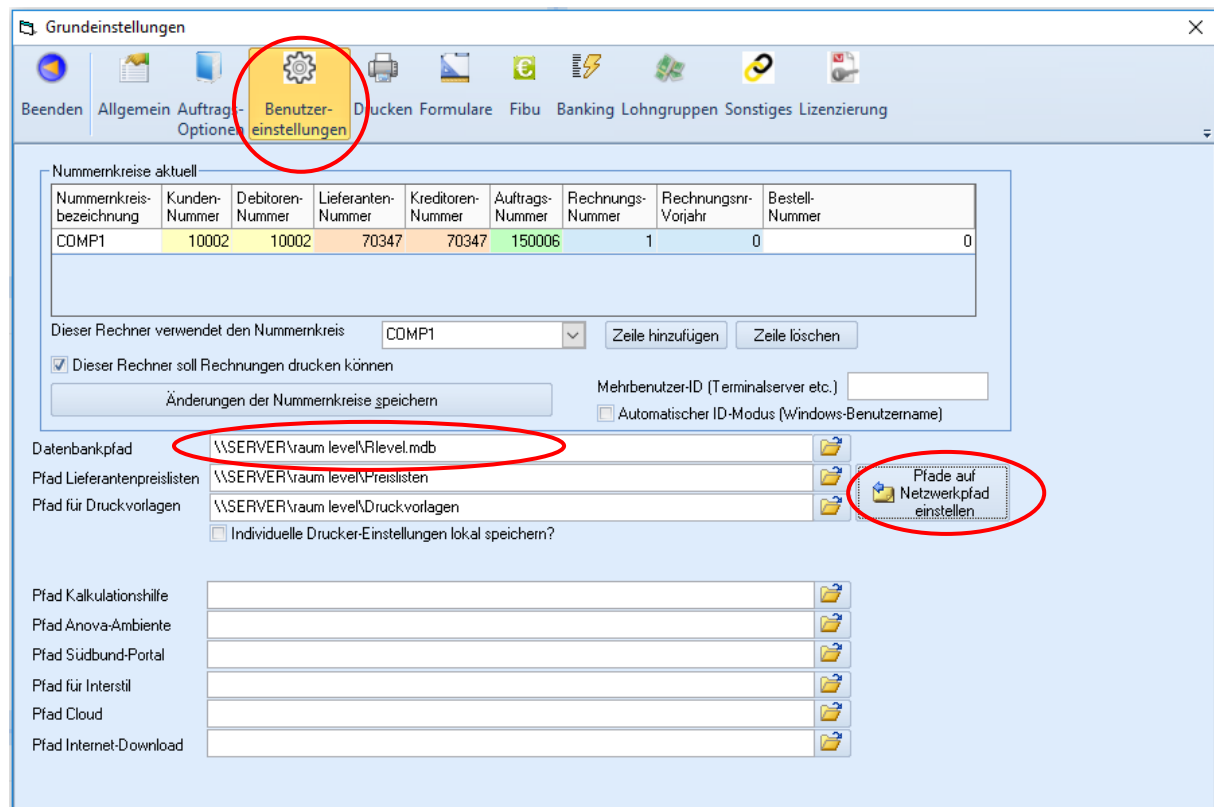 Grundeinstellungen
Beenden
Allgemein
Auftrags-
Optionen
Benutzer-
einstellungen
Drucken
Formulare
Fibu
Banking
Lohngruppen
Sonstiges
Lizenzierung
Nummernkreise aktuell
Nummernkreis- Kunden- Debitoren- Lieferanten- Kreditoren- Auftrags- Rechnungs- Rechnungsnr- Bestell-
bezeichnung Nummer Nummer Nummer Nummer Nummer Nummer Vorjahr Nummer
COMP1 10002 10002 70347 70347 150006 1 0 0
Dieser Rechner verwendet den Nummernkreis COMP1 Zeile hinzufügen Zeile löschen
Dieser Rechner soll Rechnungen drucken können
Änderungen der Nummernkreise speichern
Mehrbenutzer-ID (Terminalserver etc.)
Automatischer ID-Modus (Windows-Benutzername)
Datenbankpfad \\SERVER\raum level\Rlevel.mdb
Pfad Lieferantenpreislisten \\SERVER\raum level\Preislisten
Pfad für Druckvorlagen \\SERVER\raum level\Druckvorlagen
Pfade auf
Netzwerkpfad
einstellen
Individuelle Drucker-Einstellungen lokal speichern?
Pfad Kalkulationshilfe
Pfad Anova-Ambiente
Pfad Südbund-Portal
Pfad für Interstil
Pfad Cloud
Pfad Internet-Download